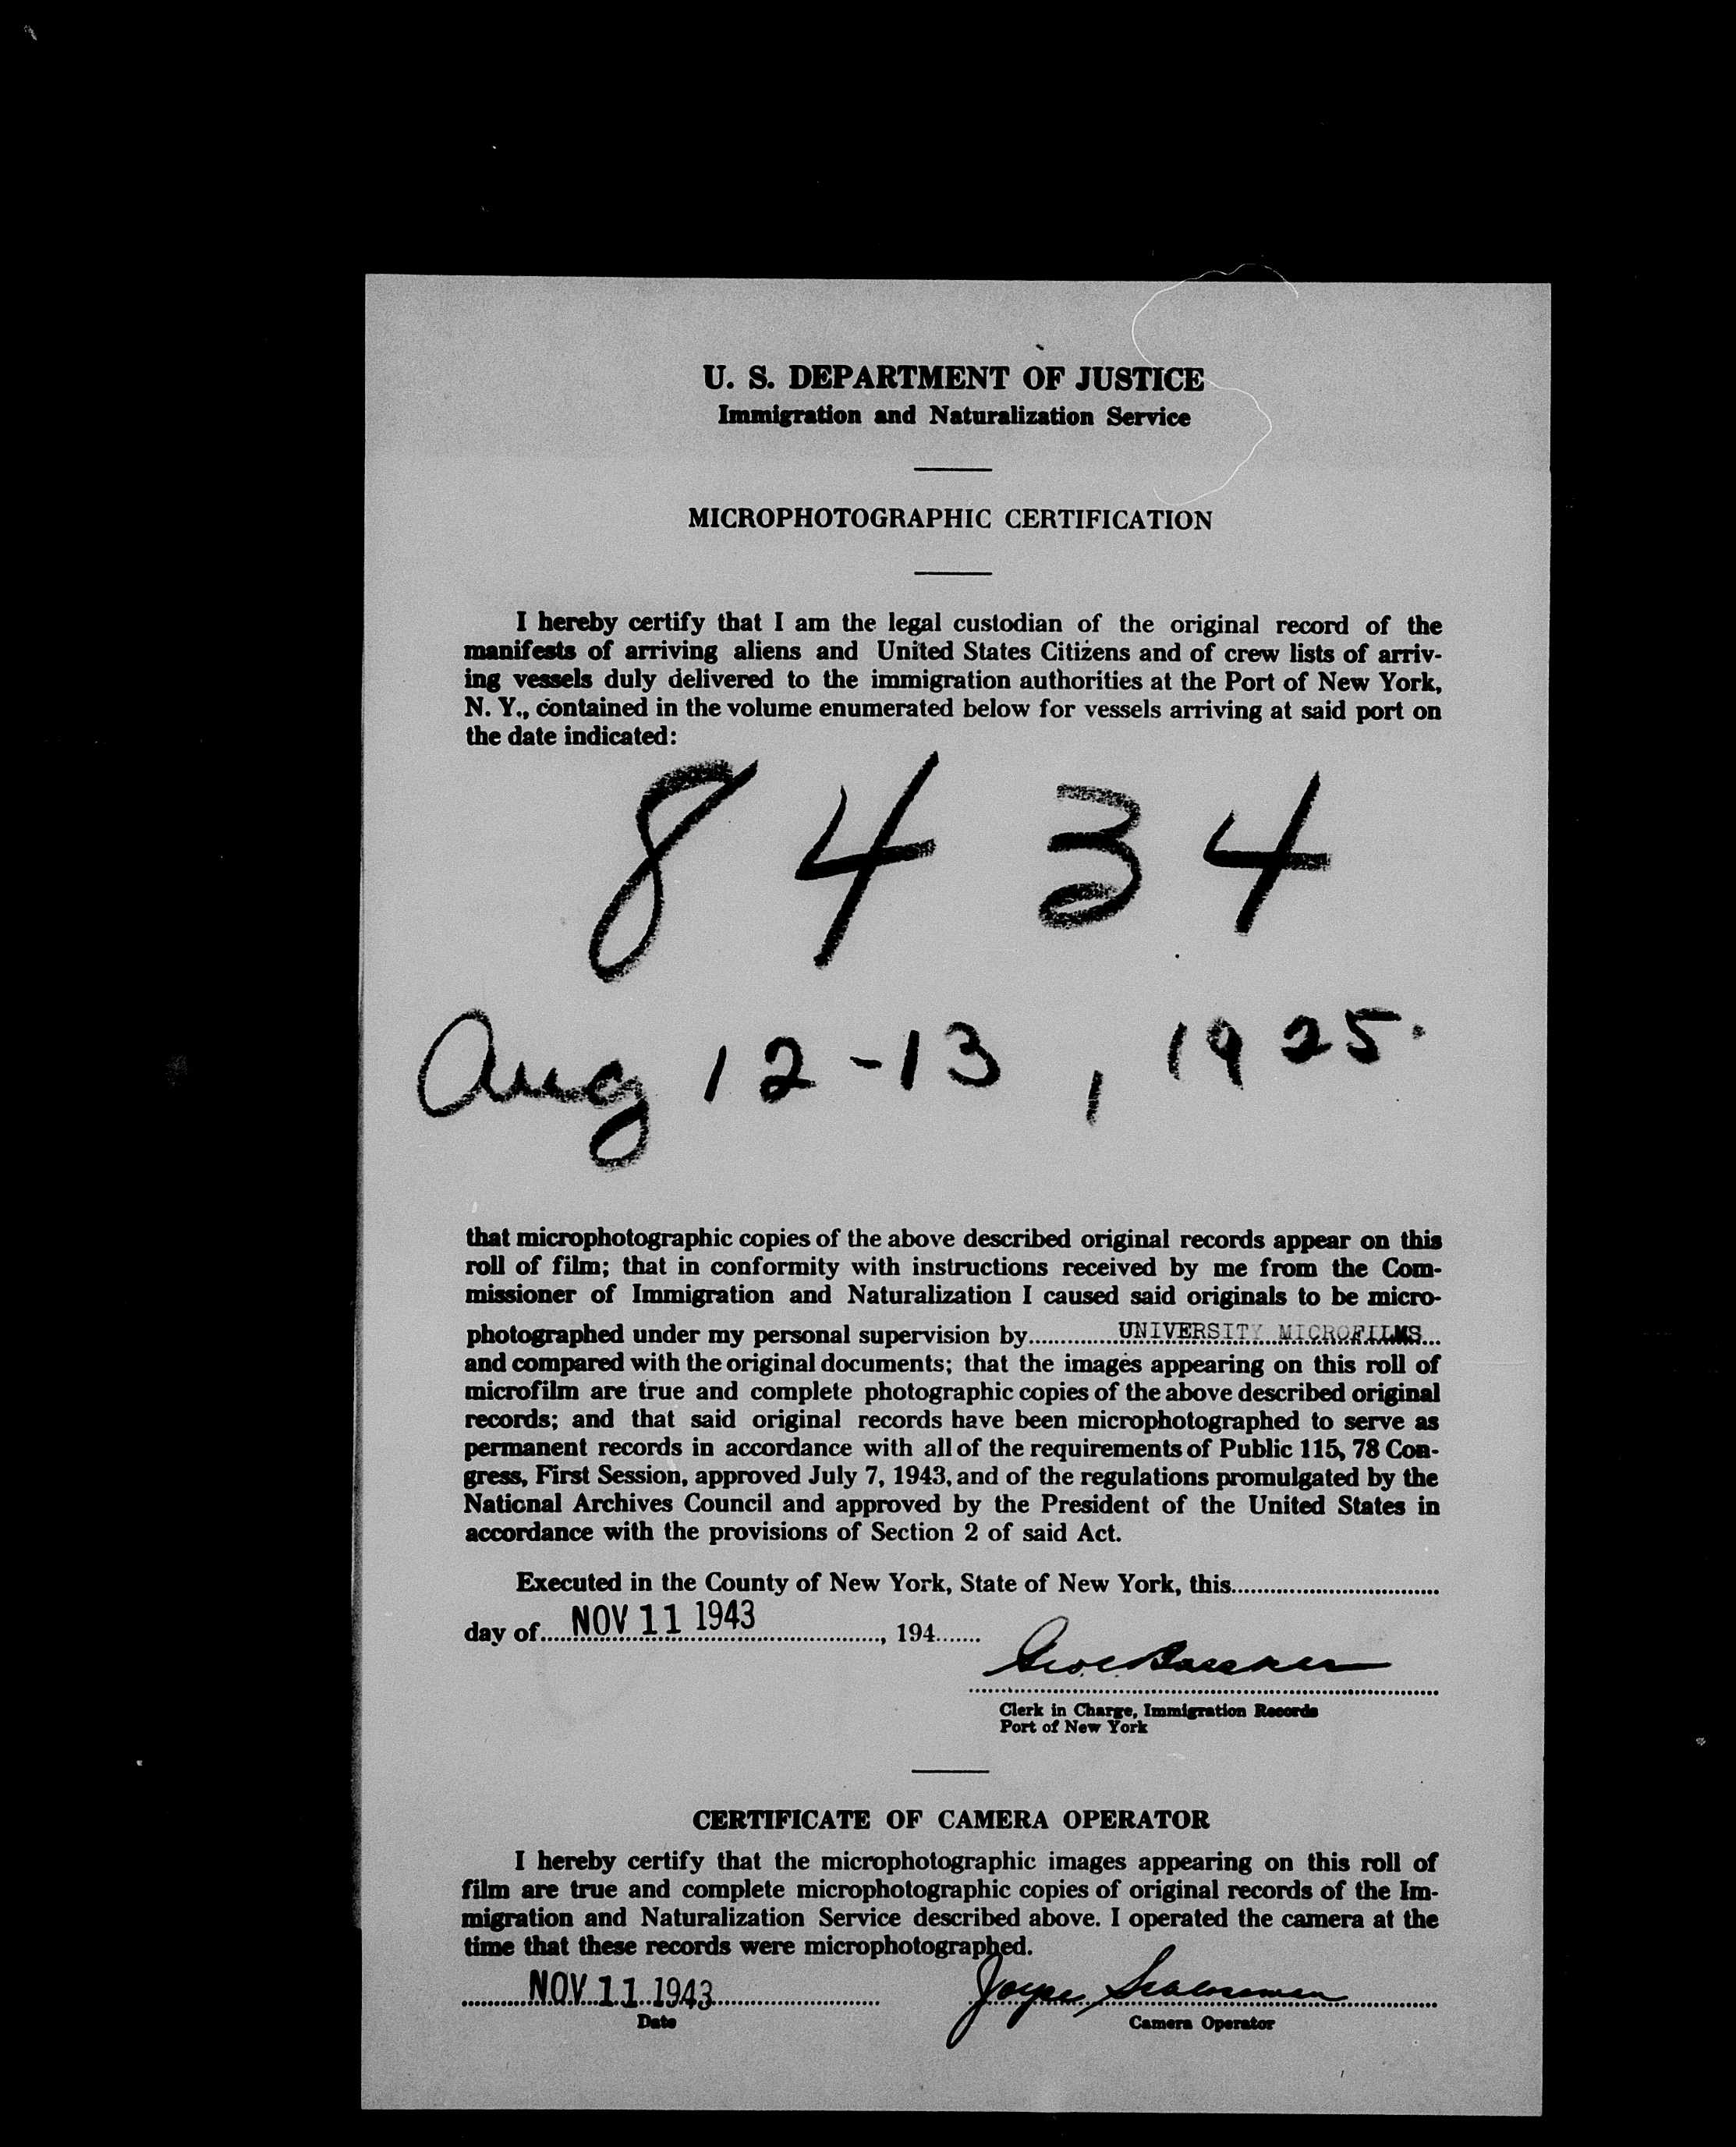 U. S. DEPARTMENT OF JUSTICE
Immigration and Naturalization Service
MICROPHOTOGRAPHIC CERTIFICATION
I hereby certify that I am the legal custodian of the original record of the
manifests of arriving aliens and United States Citizens and of crew lists of arriv-
ing vessels duly delivered to the immigration authorities at the Port of New York,
N. Y., contained in the volume enumerated below for vessels arriving at said port on
the date indicated:
8434
Aug 12-13, 1925.
that microphotographic copies of the above described original records appear on this
roll of film; that in conformity with instructions received by me from the Com-
missioner of Immigration and Naturalization I caused said originals to be micro-
photographed under my personal supervision by UNIVERSITY MICROFILMS
and compared with the original documents; that the images appearing on this roll of
microfilm are true and complete photographic copies of the above described original
records; and that said original records have been microphotographed to serve as
permanent records in accordance with all of the requirements of Public 115, 78 Con-
gress, First Session, approved July 7, 1943, and of the regulations promulgated by the
National Archives Council and approved by the President of the United States in
accordance with the provisions of Section 2 of said Act.
Executed in the County of New York, State of New York, this
day of NOV 11 1943, 194
Clerk in Charge, Immigration Records
Port of New York
CERTIFICATE OF CAMERA OPERATOR
I hereby certify that the microphotographic images appearing on this roll of
film are true and complete microphotographic copies of original records of the Im-
migration and Naturalization Service described above. I operated the camera at the
time that these records were microphotographed.
NOV 11 1943
Date
Camera Operator